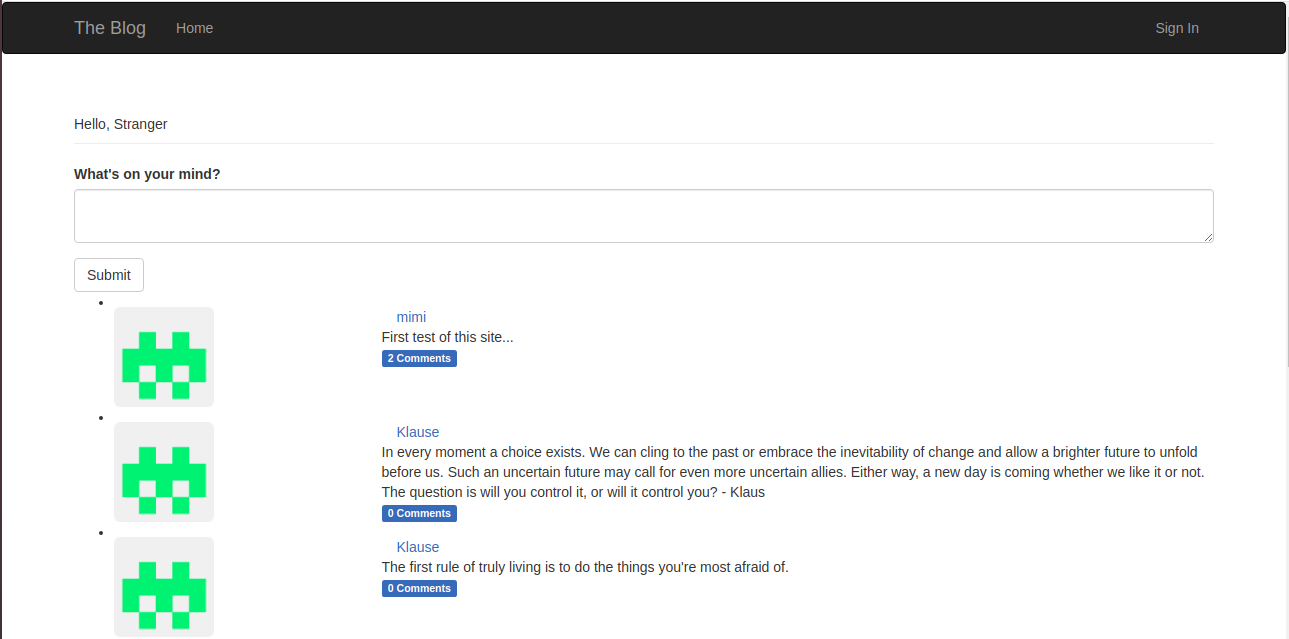 The Blog Home Sign In
Hello, Stranger
What's on your mind?
Submit
mimi
First test of this site...
2 Comments
Klause
In every moment a choice exists. We can cling to the past or embrace the inevitability of change and allow a brighter future to unfold
before us. Such an uncertain future may call for even more uncertain allies. Either way, a new day is coming whether we like it or not.
The question is will you control it, or will it control you? - Klaus
0 Comments
Klause
The first rule of truly living is to do the things you're most afraid of.
0 Comments